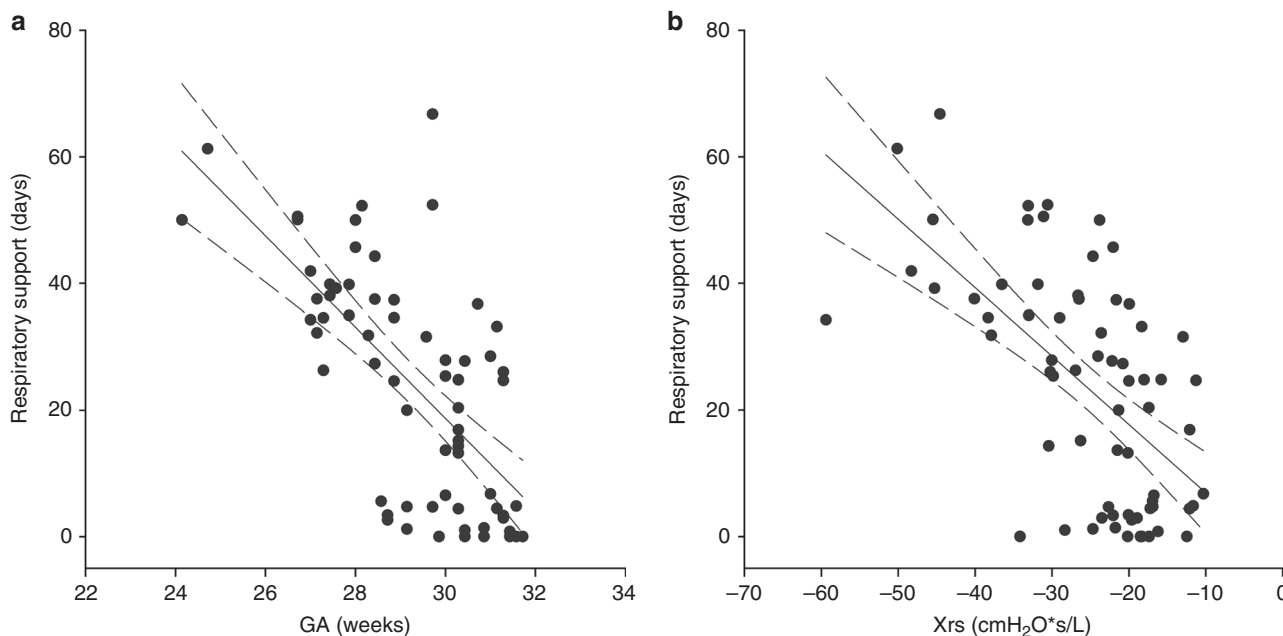 a
80
60
40
20
0
Respiratory support (days)
22 24 26 28 30 32 34
GA (weeks)
b
80
60
40
20
0
Respiratory support (days)
–70 –60 –50 –40 –30 –20 –10 0
Xrs (cmH₂O*s/L)